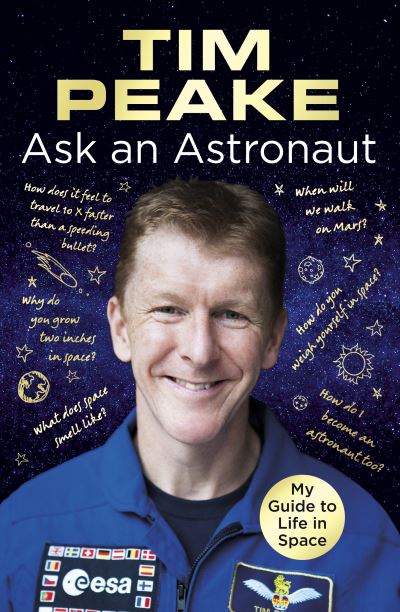 TIM
PEAKE
Ask an Astronaut
How does it feel to
travel 10 x faster
than a speeding
bullet?
When will
we walk
on Mars?
Why do
you grow
two inches
in space?
How do you
weigh yourself in space?
What does space
smell like?
How do I
become an
astronaut too?
My
Guide to
Life in
Space
esa
TIM